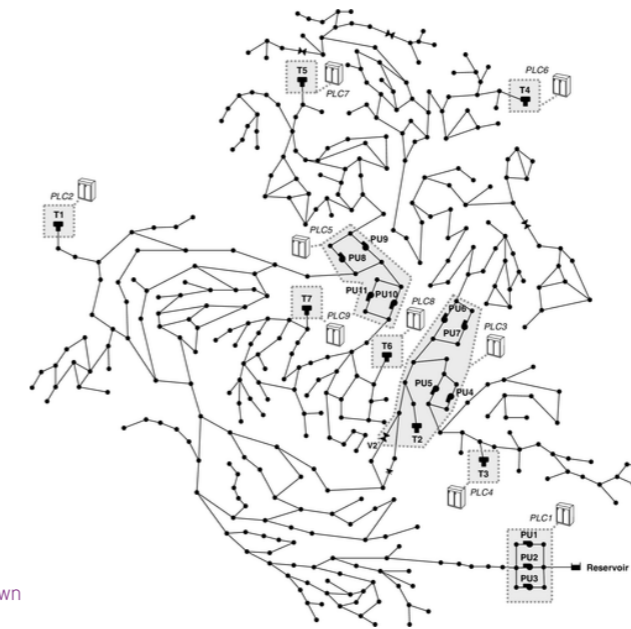 T5
PLC7
PLC6
T4
PLC2
T1
PLC5
PU9
PU8
PU11
PU10
T7
PLC9
PLC8
PU6
PU7
PLC3
T6
PU5
PU4
V2
T2
T3
PLC4
PLC1
PU1
PU2
PU3
Reservoir
wn